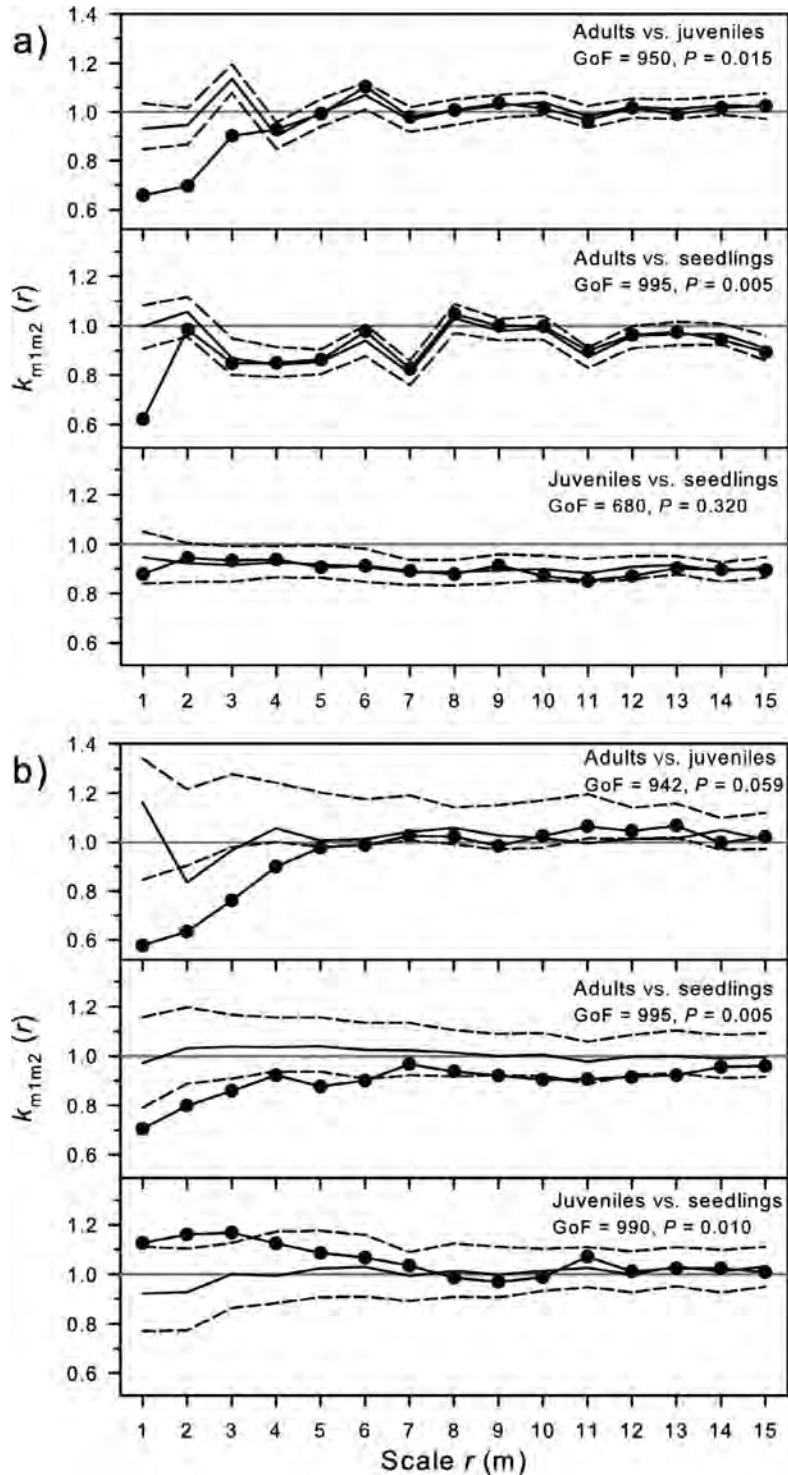 a)
1.4
1.2
1.0
0.8
0.6
Adults vs. juveniles
GoF = 950, P = 0.015
k m1m2 (r)
1.2
1.0
0.8
0.6
Adults vs. seedlings
GoF = 995, P = 0.005
1.2
1.0
0.8
0.6
Juveniles vs. seedlings
GoF = 680, P = 0.320
1 2 3 4 5 6 7 8 9 10 11 12 13 14 15
b)
1.4
1.2
1.0
0.8
0.6
Adults vs. juveniles
GoF = 942, P = 0.059
k m1m2 (r)
1.2
1.0
0.8
0.6
Adults vs. seedlings
GoF = 995, P = 0.005
1.2
1.0
0.8
0.6
Juveniles vs. seedlings
GoF = 990, P = 0.010
1 2 3 4 5 6 7 8 9 10 11 12 13 14 15
Scale r (m)